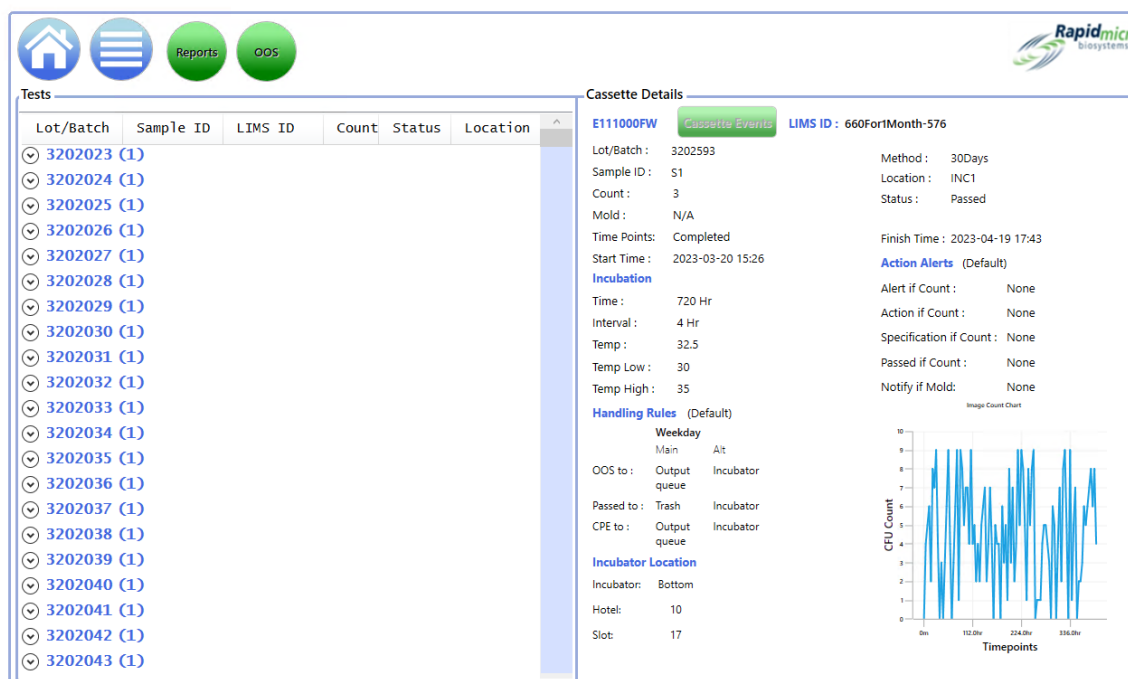 Reports
OOS
Rapidmicr
biosystems
Tests
Lot/Batch Sample ID LIMS ID Count Status Location
3202023 (1)
3202024 (1)
3202025 (1)
3202026 (1)
3202027 (1)
3202028 (1)
3202029 (1)
3202030 (1)
3202031 (1)
3202032 (1)
3202033 (1)
3202034 (1)
3202035 (1)
3202036 (1)
3202037 (1)
3202038 (1)
3202039 (1)
3202040 (1)
3202041 (1)
3202042 (1)
3202043 (1)
Cassette Details
E111000FW Cassette Events LIMS ID : 660For1Month-576
Lot/Batch : 3202593
Sample ID : S1
Count : 3
Mold : N/A
Time Points: Completed
Start Time : 2023-03-20 15:26
Incubation
Time : 720 Hr
Interval : 4 Hr
Temp : 32.5
Temp Low : 30
Temp High : 35
Handling Rules (Default)
Weekday
Main Alt
OOS to : Output queue Incubator
Passed to : Trash Incubator
CPE to : Output queue Incubator
Incubator Location
Incubator: Bottom
Hotel: 10
Slot: 17
Method : 30Days
Location : INC1
Status : Passed
Finish Time : 2023-04-19 17:43
Action Alerts (Default)
Alert if Count : None
Action if Count : None
Specification if Count : None
Passed if Count : None
Notify if Mold: None
Image Count Chart
CFU Count
10
9
8
7
6
5
4
3
2
1
0
0m 112.0hr 224.0hr 336.0hr
Timepoints